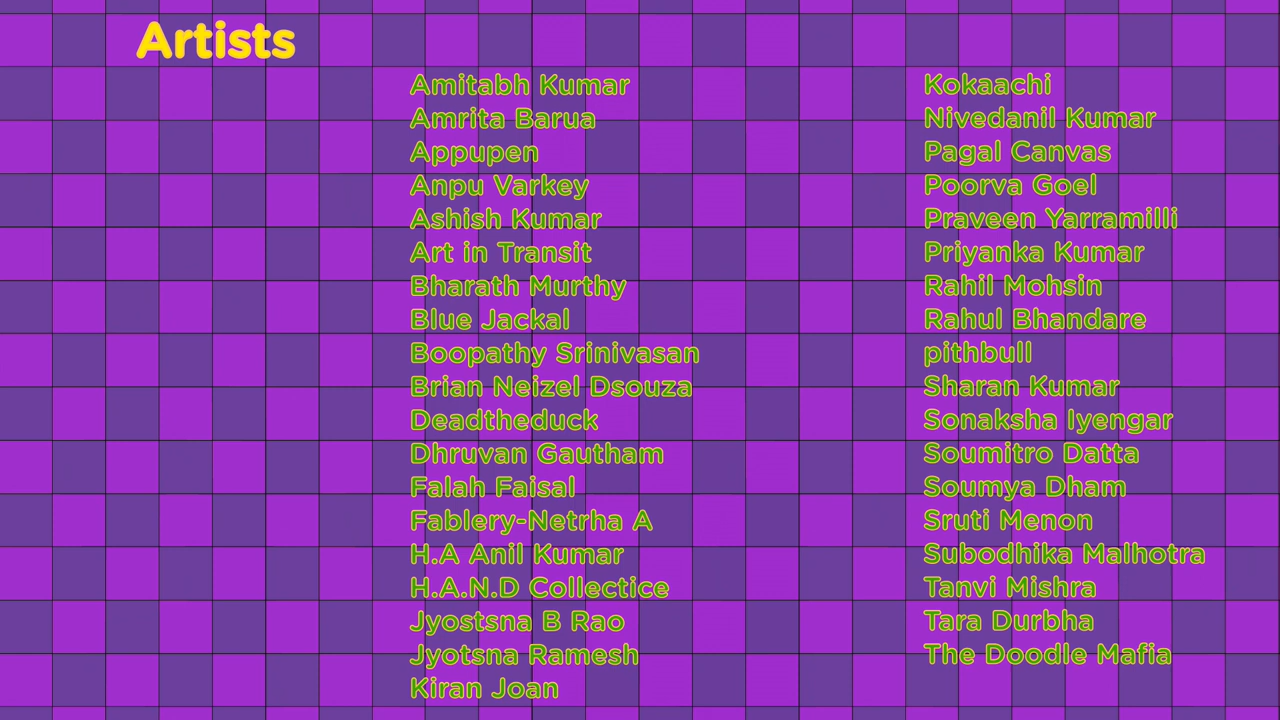 Artists
Amitabh Kumar
Amrita Barua
Appupen
Anpu Varkey
Ashish Kumar
Art in Transit
Bharath Murthy
Blue Jackal
Boopathy Srinivasan
Brian Neizel Dsouza
Deadtheduck
Dhruvan Gautham
Falah Faisal
Fablery-Netrha A
H.A Anil Kumar
H.A.N.D Collectice
Jyostsna B Rao
Jyotsna Ramesh
Kiran Joan
Kokaachi
Nivedanil Kumar
Pagal Canvas
Poorva Goel
Praveen Yarramilli
Priyanka Kumar
Rahil Mohsin
Rahul Bhandare
pithbull
Sharan Kumar
Sonaksha Iyengar
Soumitro Datta
Soumya Dham
Sruti Menon
Subodhika Malhotra
Tanvi Mishra
Tara Durbha
The Doodle Mafia